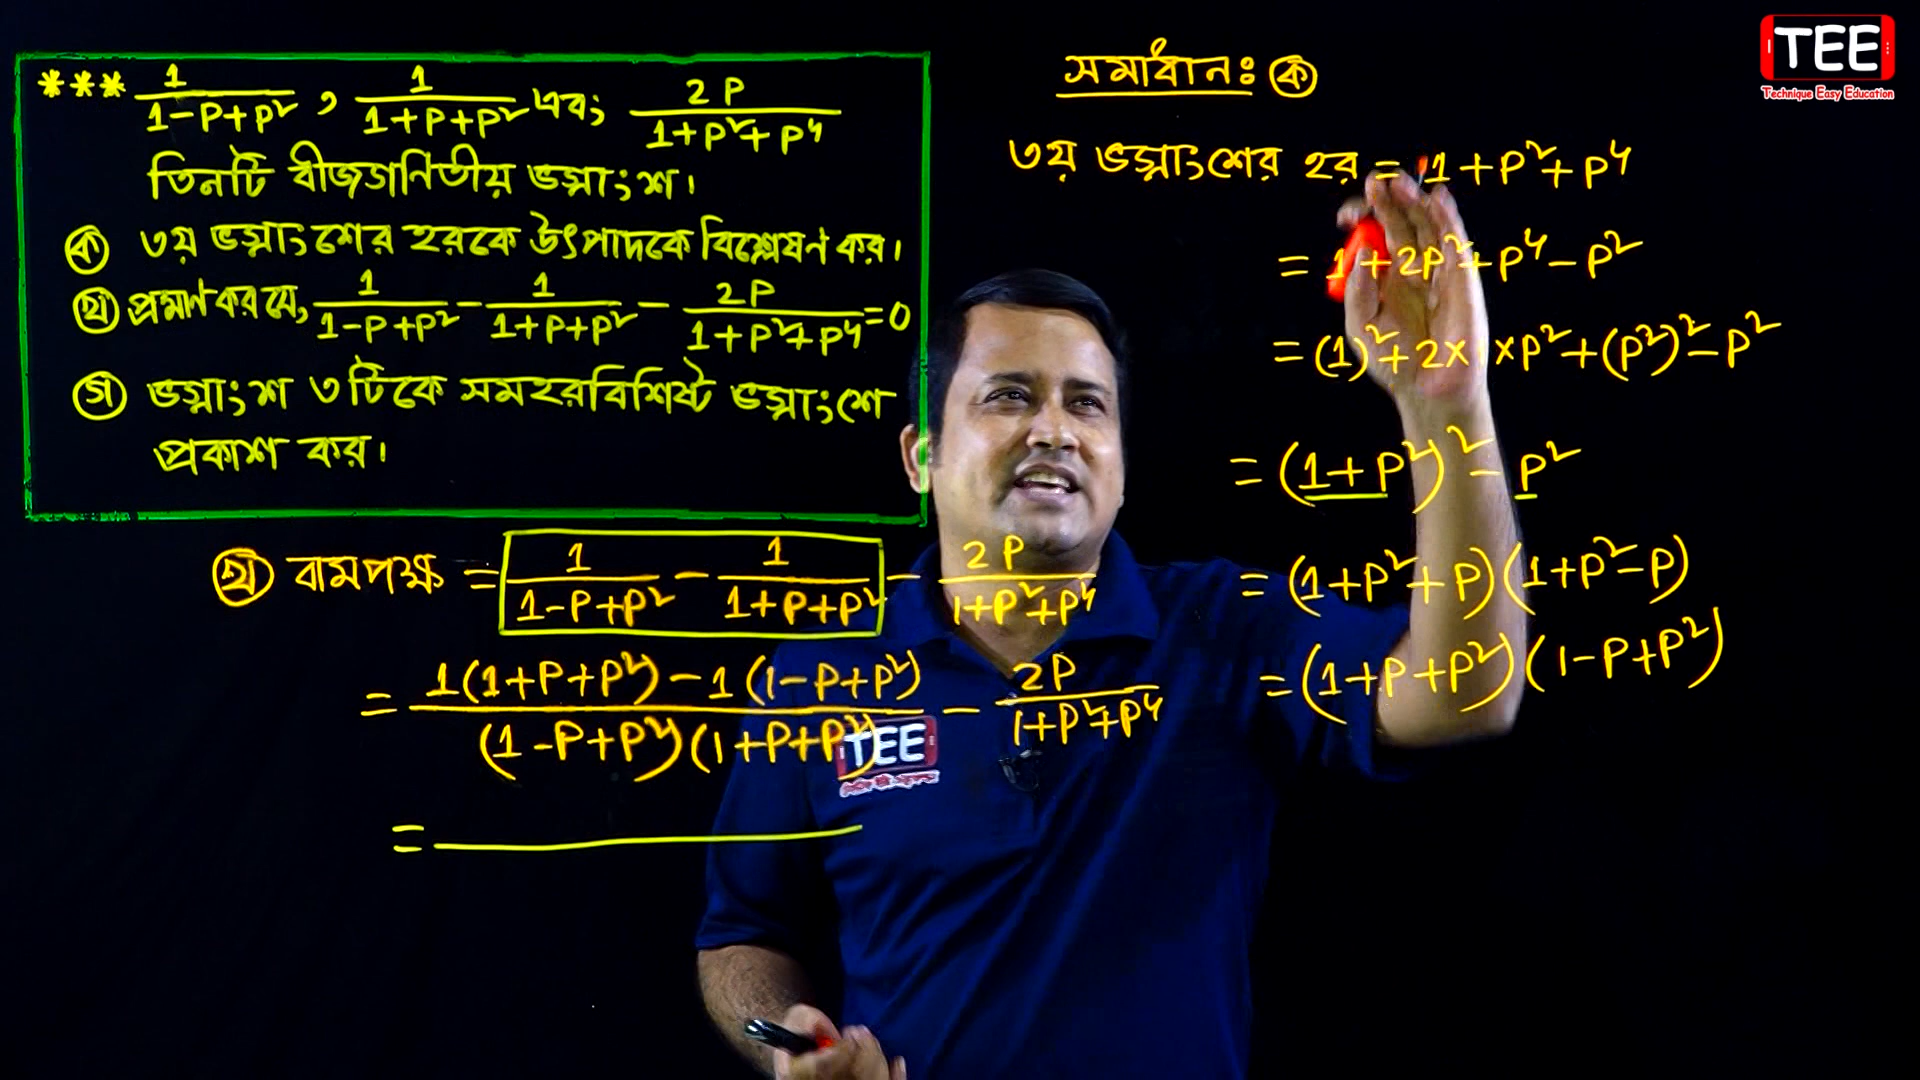 *** 1/(1-P+P²) , 1/(1+P+P²) এবং 2P/(1+P²+P⁴)
তিনটি বীজগণিতীয় ভগ্নাংশ।
ক ৩য় ভগ্নাংশের হরকে উৎপাদকে বিশ্লেষণ কর।
খ প্রমাণ কর যে, 1/(1-P+P²) - 1/(1+P+P²) - 2P/(1+P²+P⁴) = 0
গ ভগ্নাংশ ৩টিকে সমহরবিশিষ্ট ভগ্নাংশে
প্রকাশ কর।
সমাধানঃ ক
৩য় ভগ্নাংশের হর = 1+P²+P⁴
= 1+2P²+P⁴-P²
= (1)²+2× ×P²+(P²)²-P²
= (1+P²)²-P²
= (1+P²+P)(1+P²-P)
= (1+P+P²)(1-P+P²)
খ বামপক্ষ = 1/(1-P+P²) - 1/(1+P+P²) - 2P/(1+P²+P⁴)
= (1(1+P+P²)-1(1-P+P²))/((1-P+P²)(1+P+P²)) - 2P/(1+P²+P⁴)
=
TEE
Technique Easy Education
TEE